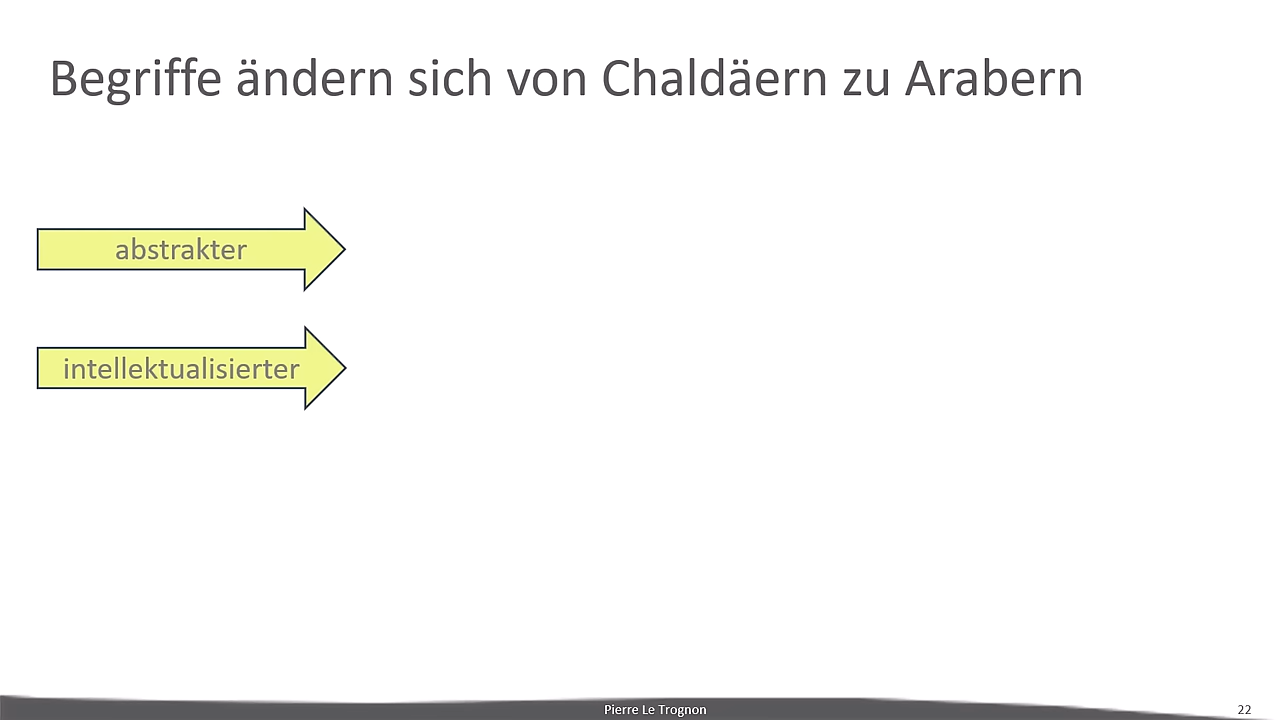 Begriffe ändern sich von Chaldäern zu Arabern
abstrakter
intellektualisierter
Pierre Le Trognon
22